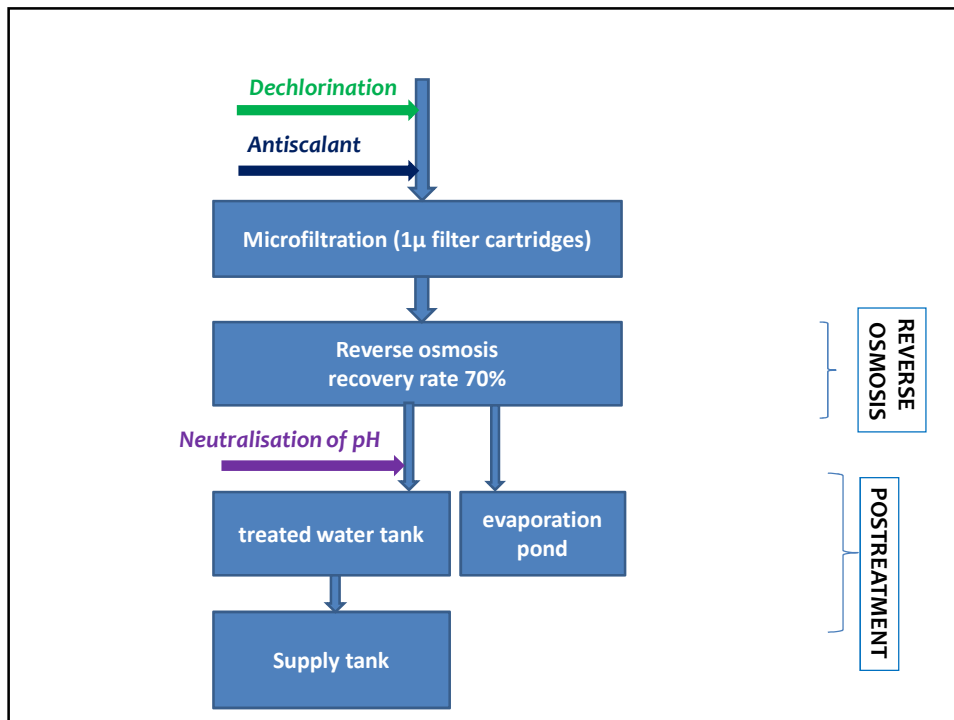 Dechlorination
Antiscalant
Microfiltration (1µ filter cartridges)
Reverse osmosis
recovery rate 70%
REVERSE
OSMOSIS
Neutralisation of pH
treated water tank
evaporation
pond
POSTREATMENT
Supply tank